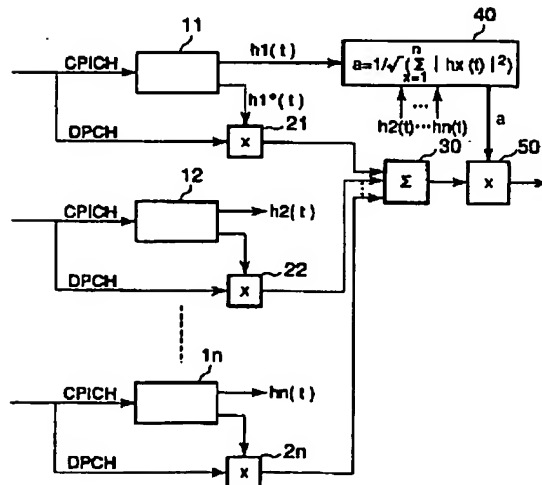 11
40
CPICH
h1(t)
a=1/√(Σ | hx(t) |²)
n
x=1
h1*(t)
...
h2(t)...hn(t)
a
DPCH
x
21
30
50
Σ
x
12
CPICH
h2(t)
DPCH
x
22
1n
CPICH
hn(t)
DPCH
x
2n